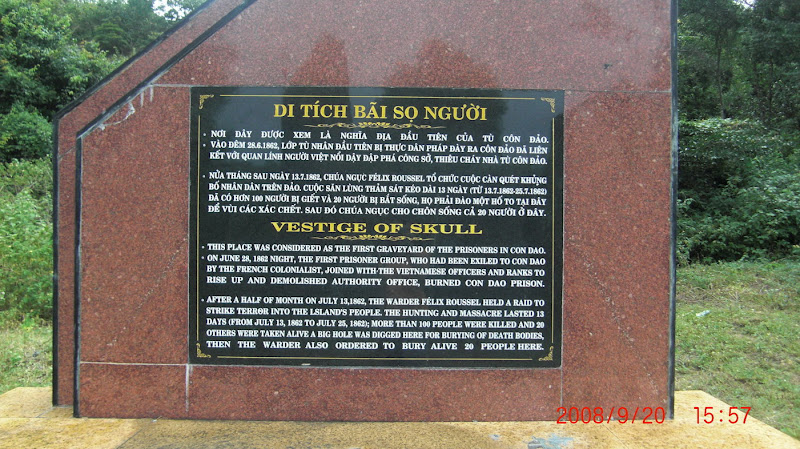 DI TÍCH BÃI SỌ NGƯỜI
• NƠI ĐÂY ĐƯỢC XEM LÀ NGHĨA ĐỊA ĐẦU TIÊN CỦA TÙ CÔN ĐẢO.
• VÀO ĐÊM 28.6.1862, LỚP TÙ NHÂN ĐẦU TIÊN BỊ THỰC DÂN PHÁP ĐÀY RA CÔN ĐẢO ĐÃ LIÊN
KẾT VỚI QUAN LÍNH NGƯỜI VIỆT NỔI DẬY ĐẬP PHÁ CÔNG SỞ, THIÊU CHÁY NHÀ TÙ CÔN ĐẢO.
• NỬA THÁNG SAU NGÀY 13.7.1862, CHÚA NGỤC FÉLIX ROUSSEL TỔ CHỨC CUỘC CÀN QUÉT KHỦNG
BỐ NHÂN DÂN TRÊN ĐẢO. CUỘC SĂN LÙNG THẢM SÁT KÉO DÀI 13 NGÀY (TỪ 13.7.1862-25.7.1862)
ĐÃ CÓ HƠN 100 NGƯỜI BỊ GIẾT VÀ 20 NGƯỜI BỊ BẮT SỐNG, HỌ PHẢI ĐÀO MỘT HỐ TO TẠI ĐÂY
ĐỂ VÙI CÁC XÁC CHẾT. SAU ĐÓ CHÚA NGỤC CHO CHÔN SỐNG CẢ 20 NGƯỜI Ở ĐÂY.
VESTIGE OF SKULL
• THIS PLACE WAS CONSIDERED AS THE FIRST GRAVEYARD OF THE PRISONERS IN CON DAO.
• ON JUNE 28, 1862 NIGHT, THE FIRST PRISONER GROUP, WHO HAD BEEN EXILED TO CON DAO
BY THE FRENCH COLONIALIST, JOINED WITH THE VIETNAMESE OFFICERS AND RANKS TO
RISE UP AND DEMOLISHED AUTHORITY OFFICE, BURNED CON DAO PRISON.
• AFTER A HALF OF MONTH ON JULY 13,1862, THE WARDER FÉLIX ROUSSEL HELD A RAID TO
STRIKE TERROR INTO THE LSLAND'S PEOPLE. THE HUNTING AND MASSACRE LASTED 13
DAYS (FROM JULY 13, 1862 TO JULY 25, 1862); MORE THAN 100 PEOPLE WERE KILLED AND 20
OTHERS WERE TAKEN ALIVE A BIG HOLE WAS DIGGED HERE FOR BURYING OF DEATH BODIES,
THEN THE WARDER ALSO ORDERED TO BURY ALIVE 20 PEOPLE HERE.
2008/9/20 15:57